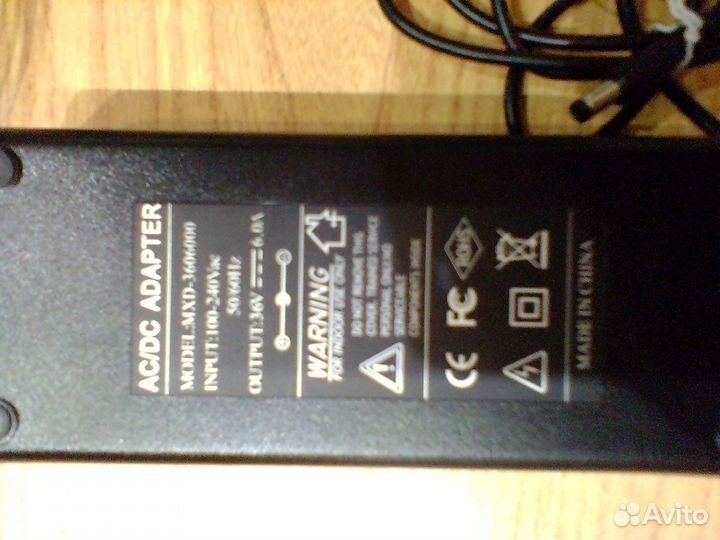 AC/DC ADAPTER
MODEL:MXD-3606000
INPUT:100-240Vac
50/60Hz
OUTPUT:36V 6.0A
WARNING
FOR INDOOR USE ONLY
DO NOT REMOVE THIS
COVER. TRAINED SERVICE
PERSONAL ONLY.NO
SERVICEABLE
COMPONENTS INSIDE
CE FC ROHS
MADE IN CHINA
Avito